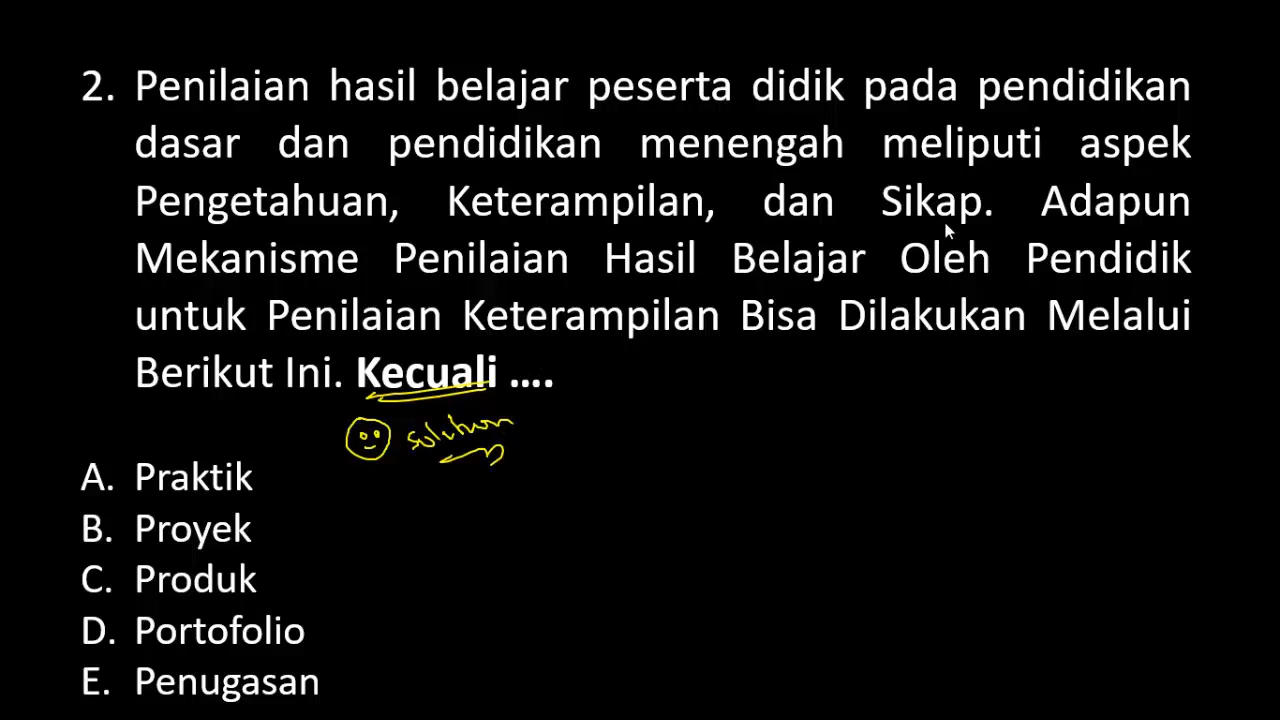 2. Penilaian hasil belajar peserta didik pada pendidikan
dasar dan pendidikan menengah meliputi aspek
Pengetahuan, Keterampilan, dan Sikap. Adapun
Mekanisme Penilaian Hasil Belajar Oleh Pendidik
untuk Penilaian Keterampilan Bisa Dilakukan Melalui
Berikut Ini. Kecuali ....
A. Praktik
B. Proyek
C. Produk
D. Portofolio
E. Penugasan